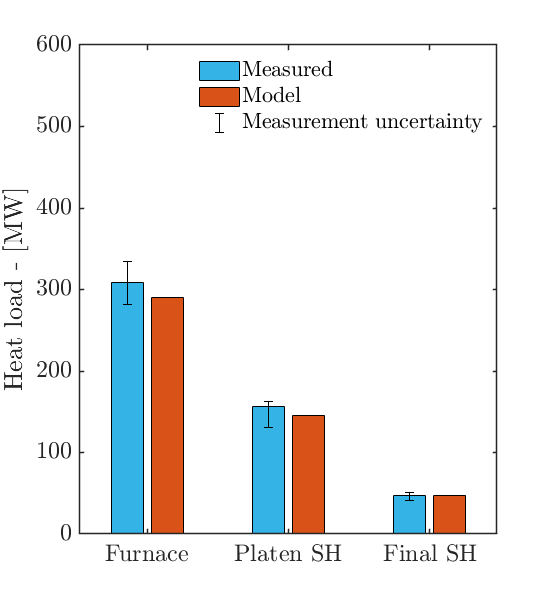 600
500
400
300
200
100
0
Heat load - [MW]
Measured
Model
Measurement uncertainty
Furnace Platen SH Final SH